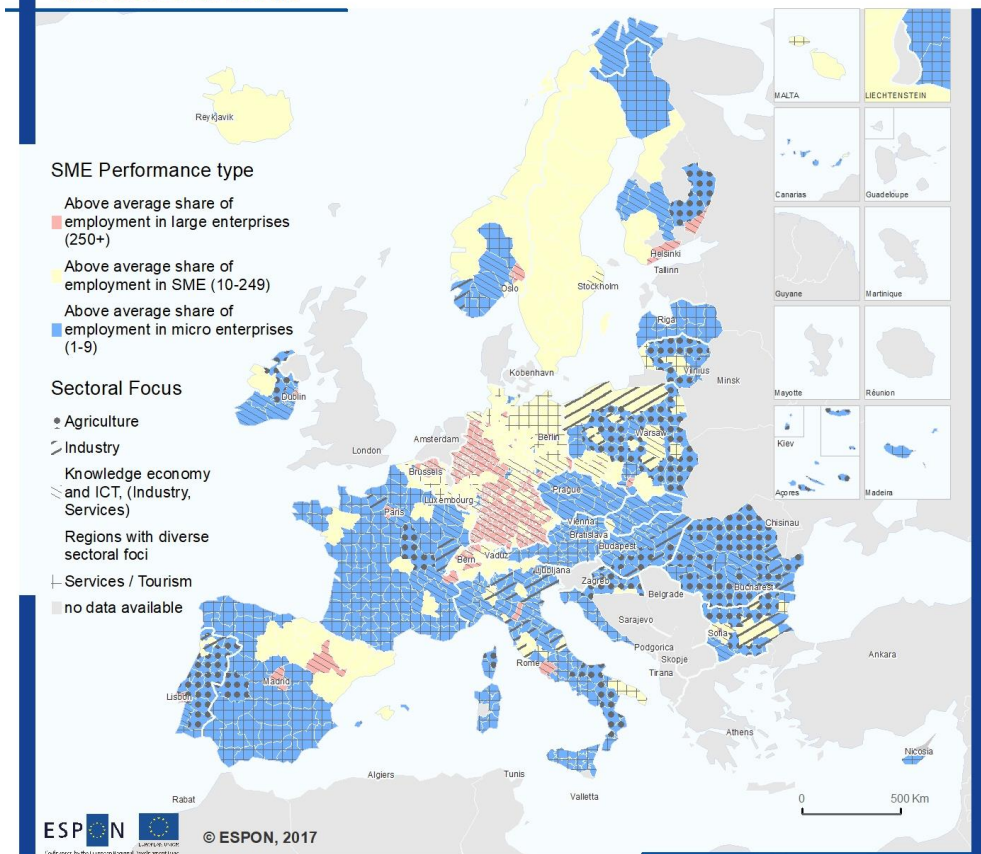 Reykjavik
SME Performance type
Above average share of
employment in large enterprises
(250+)
Above average share of
employment in SME (10-249)
Above average share of
employment in micro enterprises
(1-9)
Sectoral Focus
Agriculture
Industry
Knowledge economy
and ICT, (Industry,
Services)
Regions with diverse
sectoral foci
Services / Tourism
no data available
MALTA
LIECHTENSTEIN
Canarias
Guadeloupe
Guyane
Martinique
Mayotte
Réunion
Kiev
Açores
Madeira
Helsinki
Tallinn
Oslo
Stockholm
Riga
Kobenhavn
Vilnius
Minsk
Dublin
London
Amsterdam
Berlin
Warsaw
Brussels
Luxembourg
Prague
Paris
Vienna
Bratislava
Budapest
Chisinau
Bern
Vaduz
Ljubljana
Zagreb
Belgrade
Bucharest
Sarajevo
Sofia
Podgorica
Skopje
Tirana
Rome
Ankara
Madrid
Lisbon
Athens
Nicosia
Algiers
Tunis
Rabat
Valletta
0 500 Km
ESPON
© ESPON, 2017